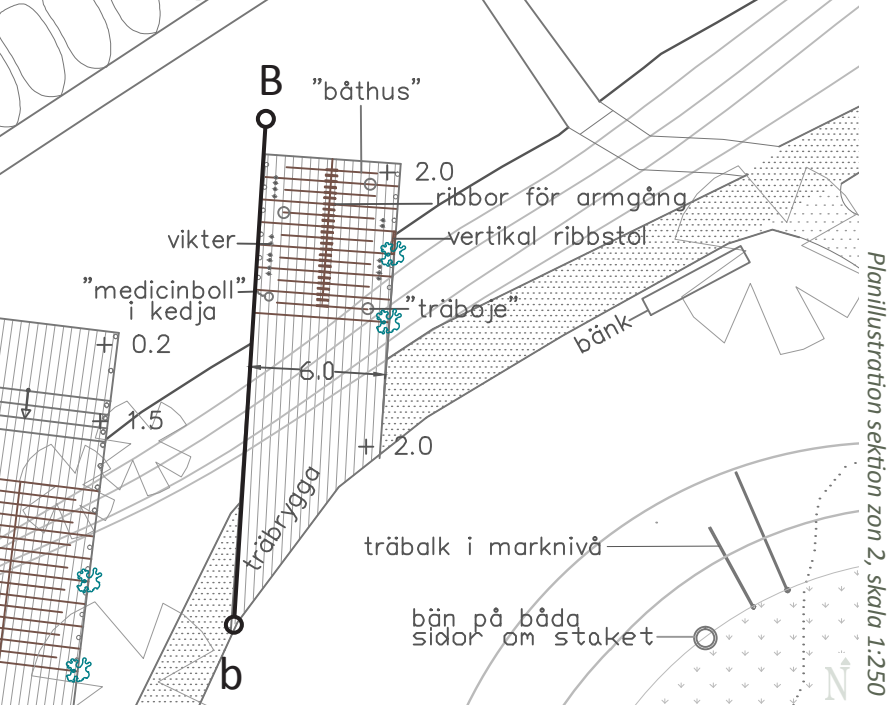 B
"båthus"
2.0
ribbor för armgång
vikter
vertikal ribbstol
"medicinboll"
i kedja
"träboje"
bänk
0.2
6.0
1.5
2.0
träbrygga
träbalk i marknivå
bän på båda
sidor om staket
b
N
Planillustration sektion zon 2, skala 1:250